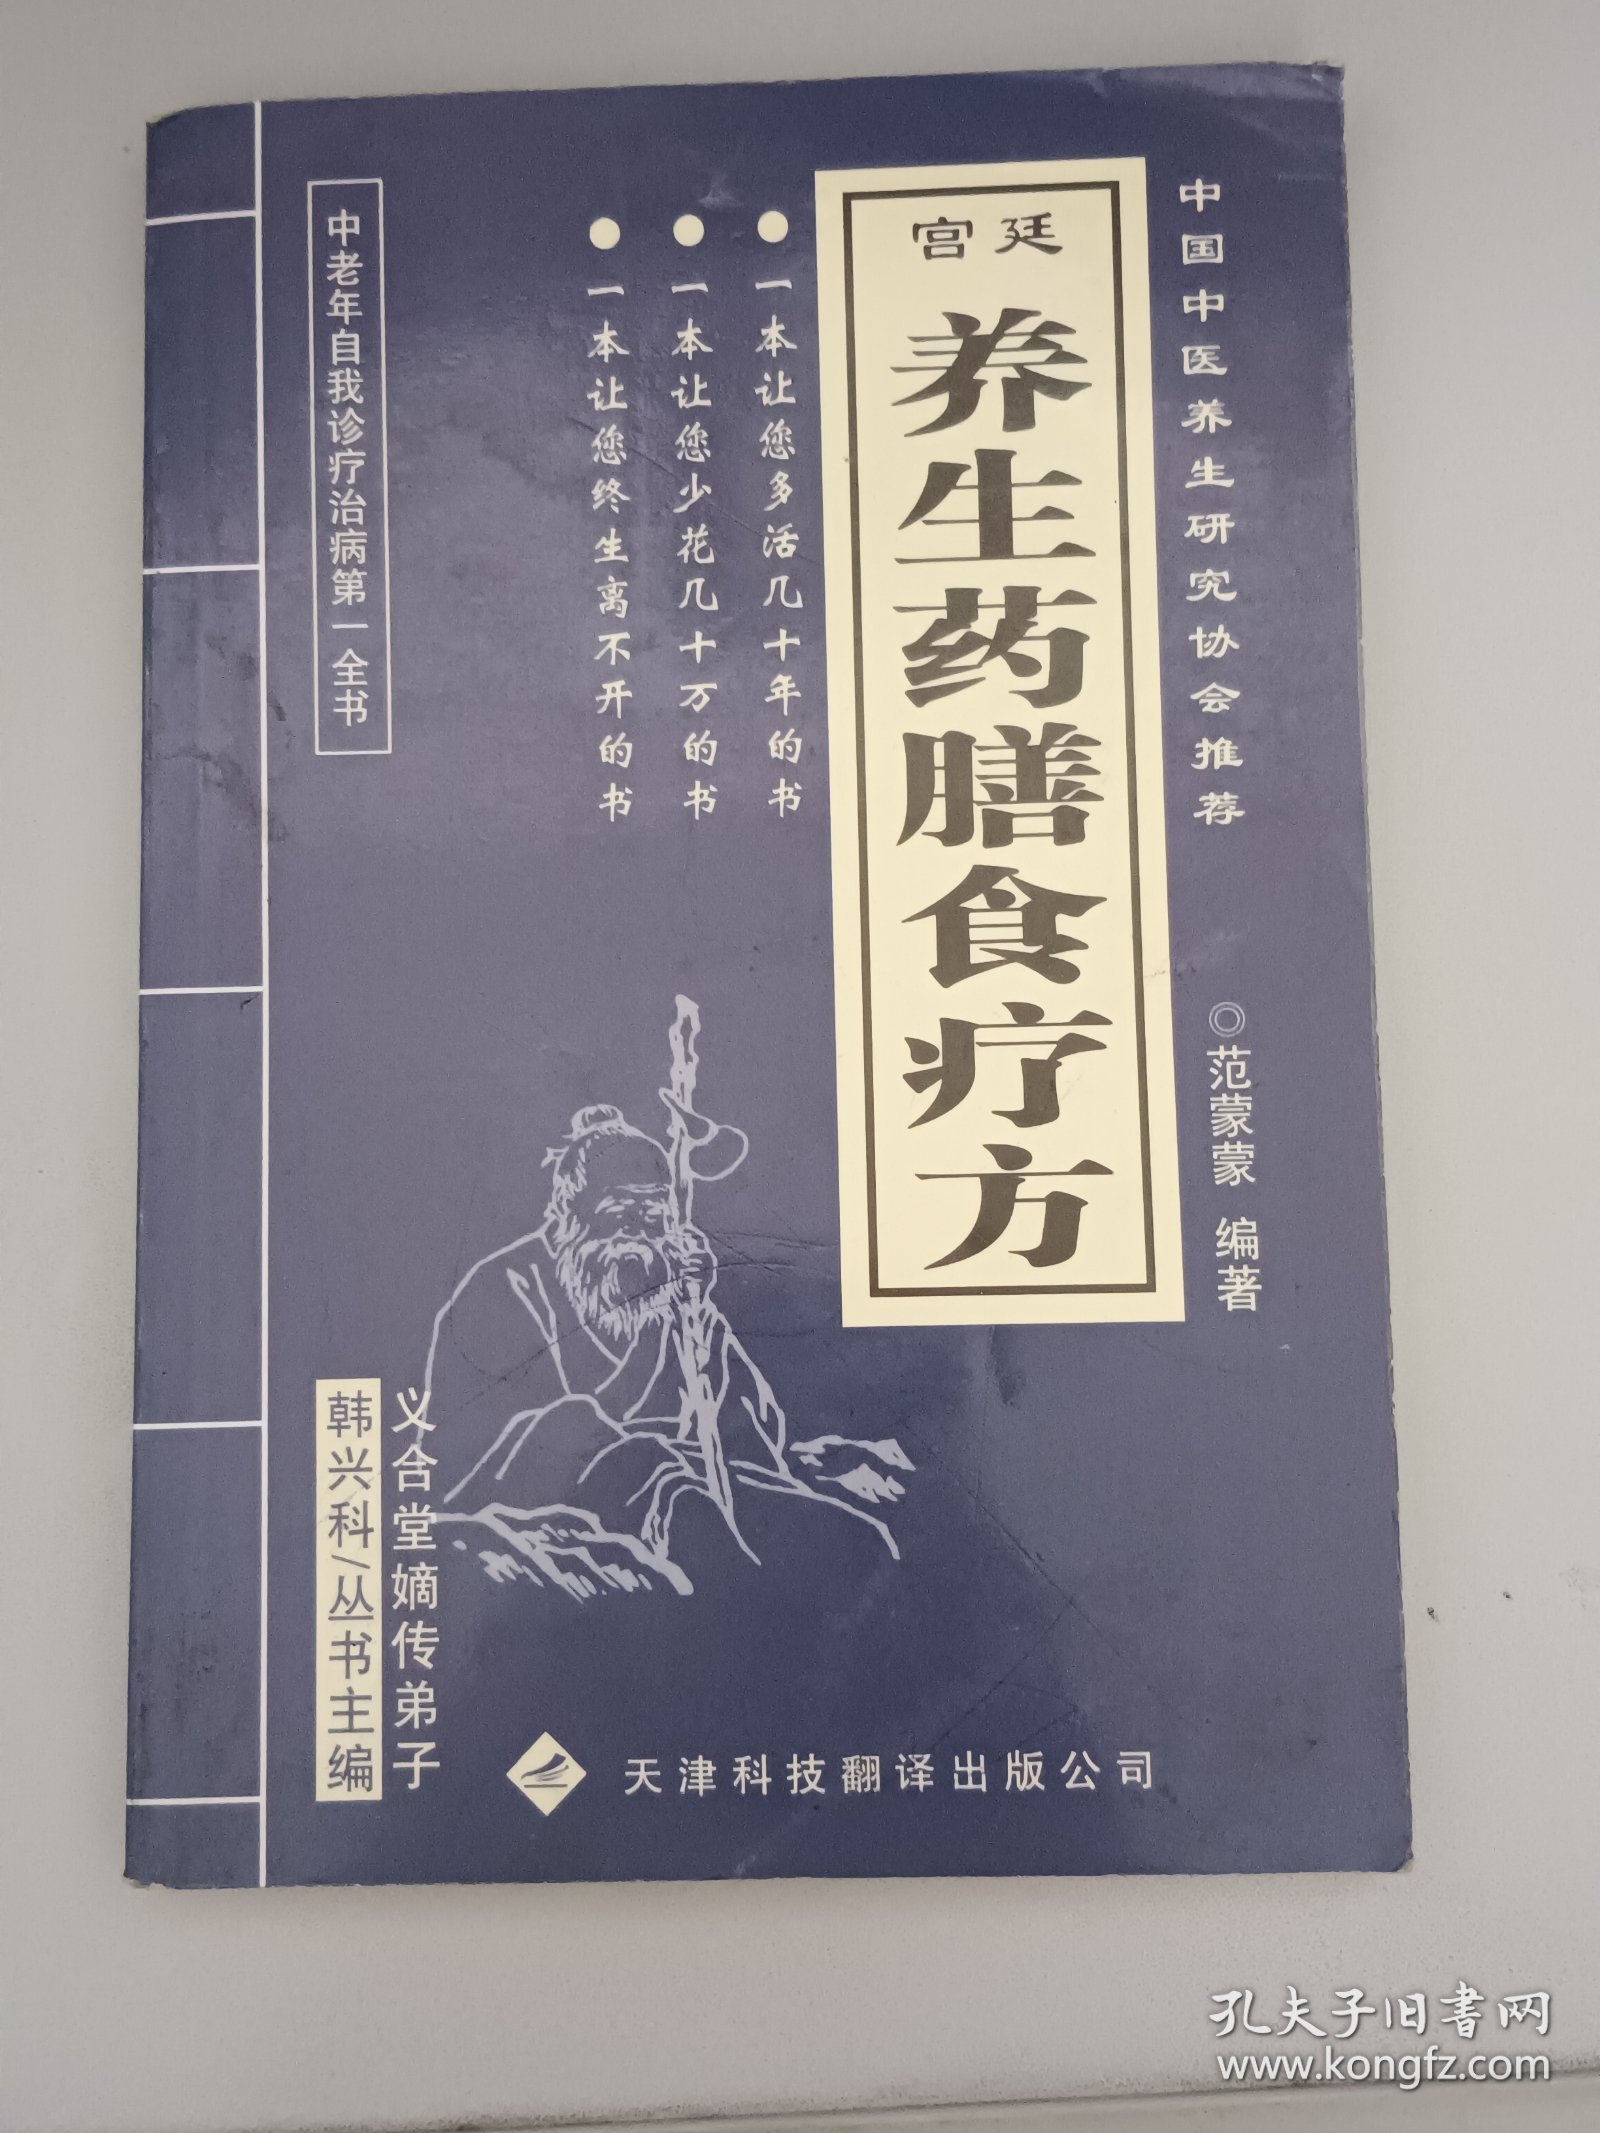 中国中医养生研究协会推荐
◎范蒙蒙 编著
宫廷
养生药膳食疗方
●一本让您多活几十年的书
●一本让您少花几十万的书
●一本让您终生离不开的书
中老年自我诊疗治病第一全书
义合堂嫡传弟子
韩兴科/丛书主编
天津科技翻译出版公司
孔夫子旧书网
www.kongfz.com